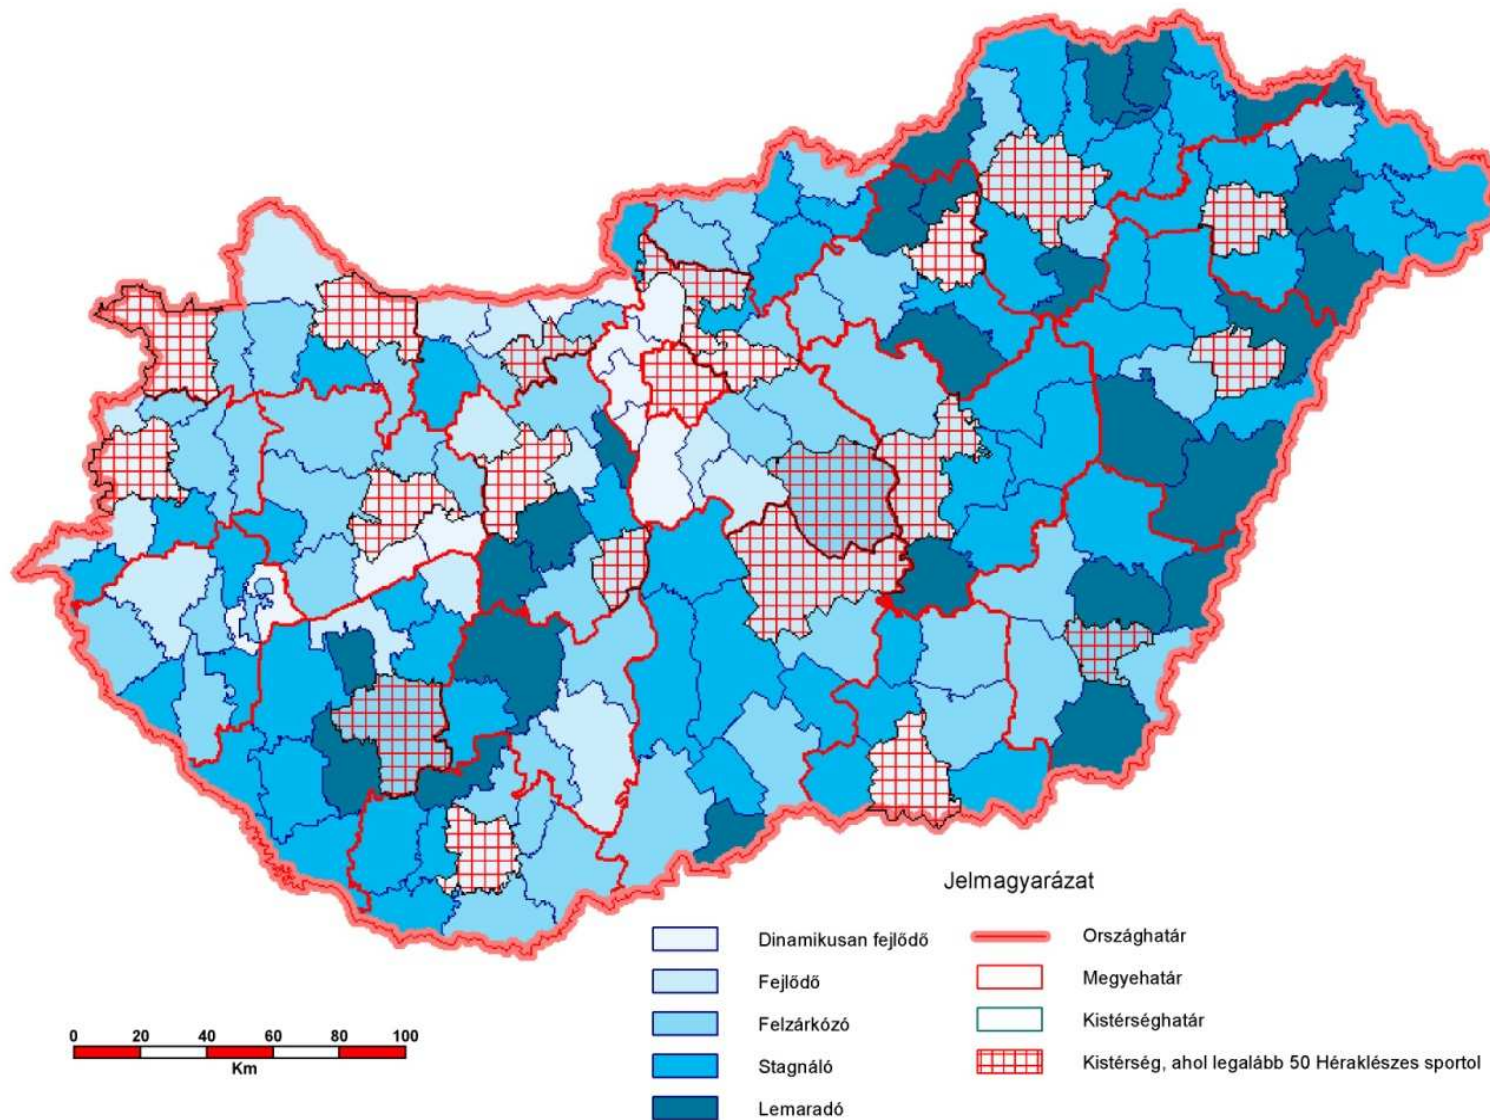 Jelmagyarázat
Dinamikusan fejlődő
Fejlődő
Felzárkózó
Stagnáló
Lemaradó
Országhatár
Megyehatár
Kistérséghatár
Kistérség, ahol legalább 50 Héraklészes sportol
0 20 40 60 80 100
Km